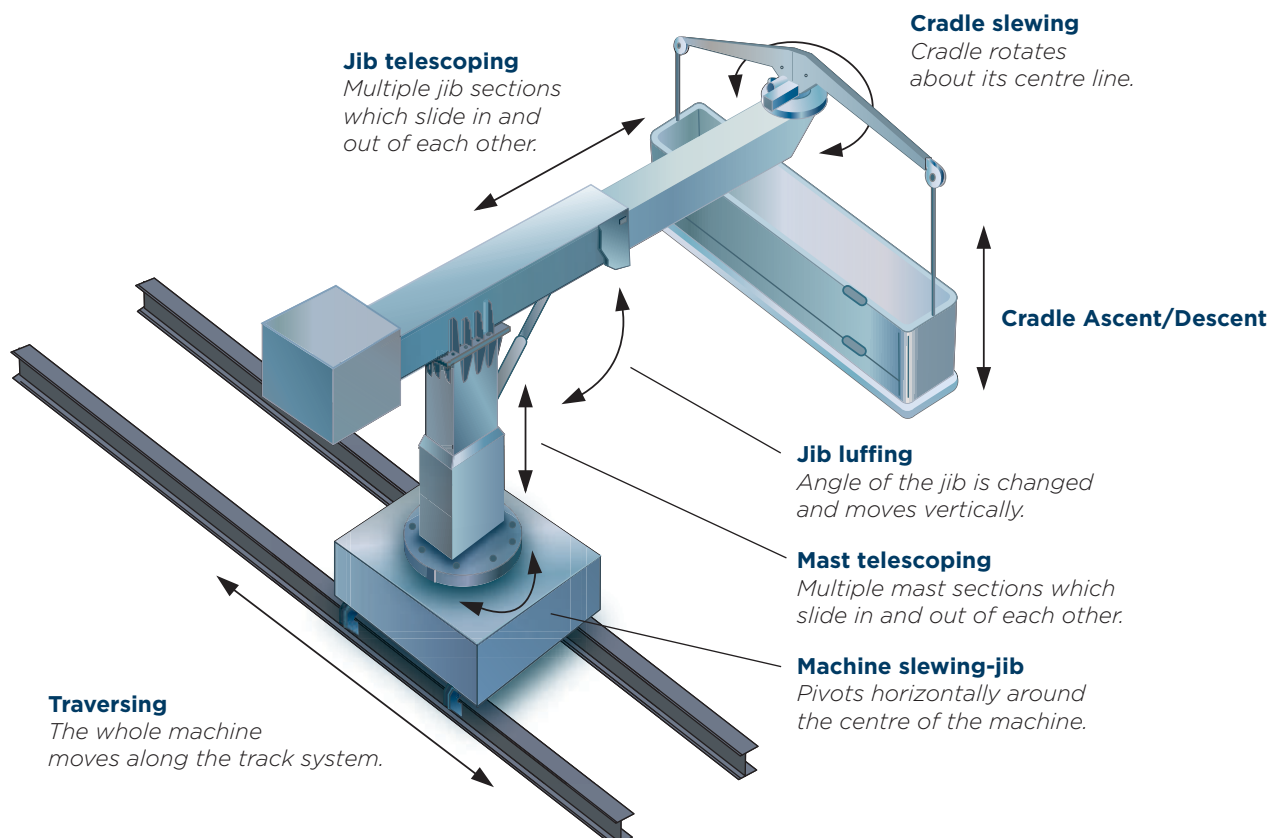 Jib telescoping
Multiple jib sections
which slide in and
out of each other.
Cradle slewing
Cradle rotates
about its centre line.
Cradle Ascent/Descent
Jib luffing
Angle of the jib is changed
and moves vertically.
Mast telescoping
Multiple mast sections which
slide in and out of each other.
Machine slewing-jib
Pivots horizontally around
the centre of the machine.
Traversing
The whole machine
moves along the track system.